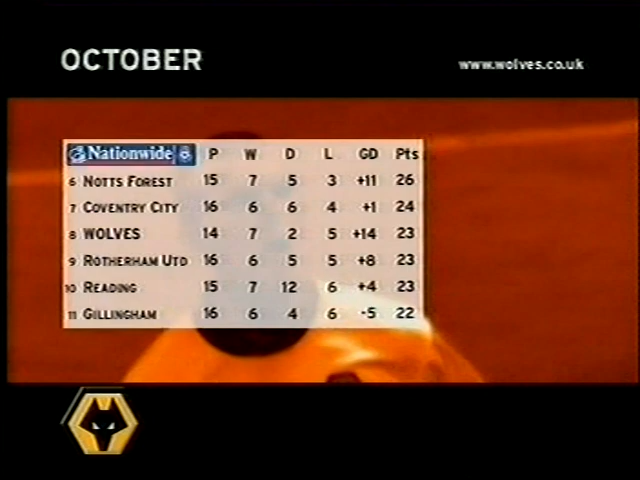 OCTOBER
www.wolves.co.uk
Nationwide P W D L GD Pts
6 NOTTS FOREST 15 7 5 3 +11 26
7 COVENTRY CITY 16 6 6 4 +1 24
8 WOLVES 14 7 2 5 +14 23
9 ROTHERHAM UTD 16 6 5 5 +8 23
10 READING 15 7 12 6 +4 23
11 GILLINGHAM 16 6 4 6 -5 22